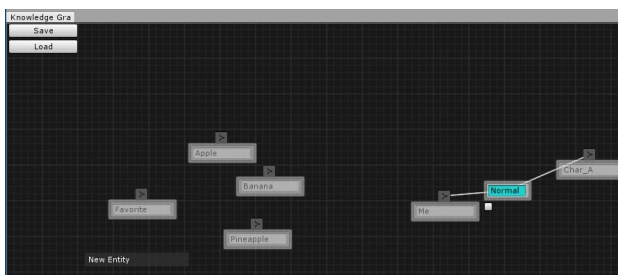 Knowledge Gra
Save
Load
Apple
Char_A
Banana
Normal
Favorite
Me
Pineapple
New Entity